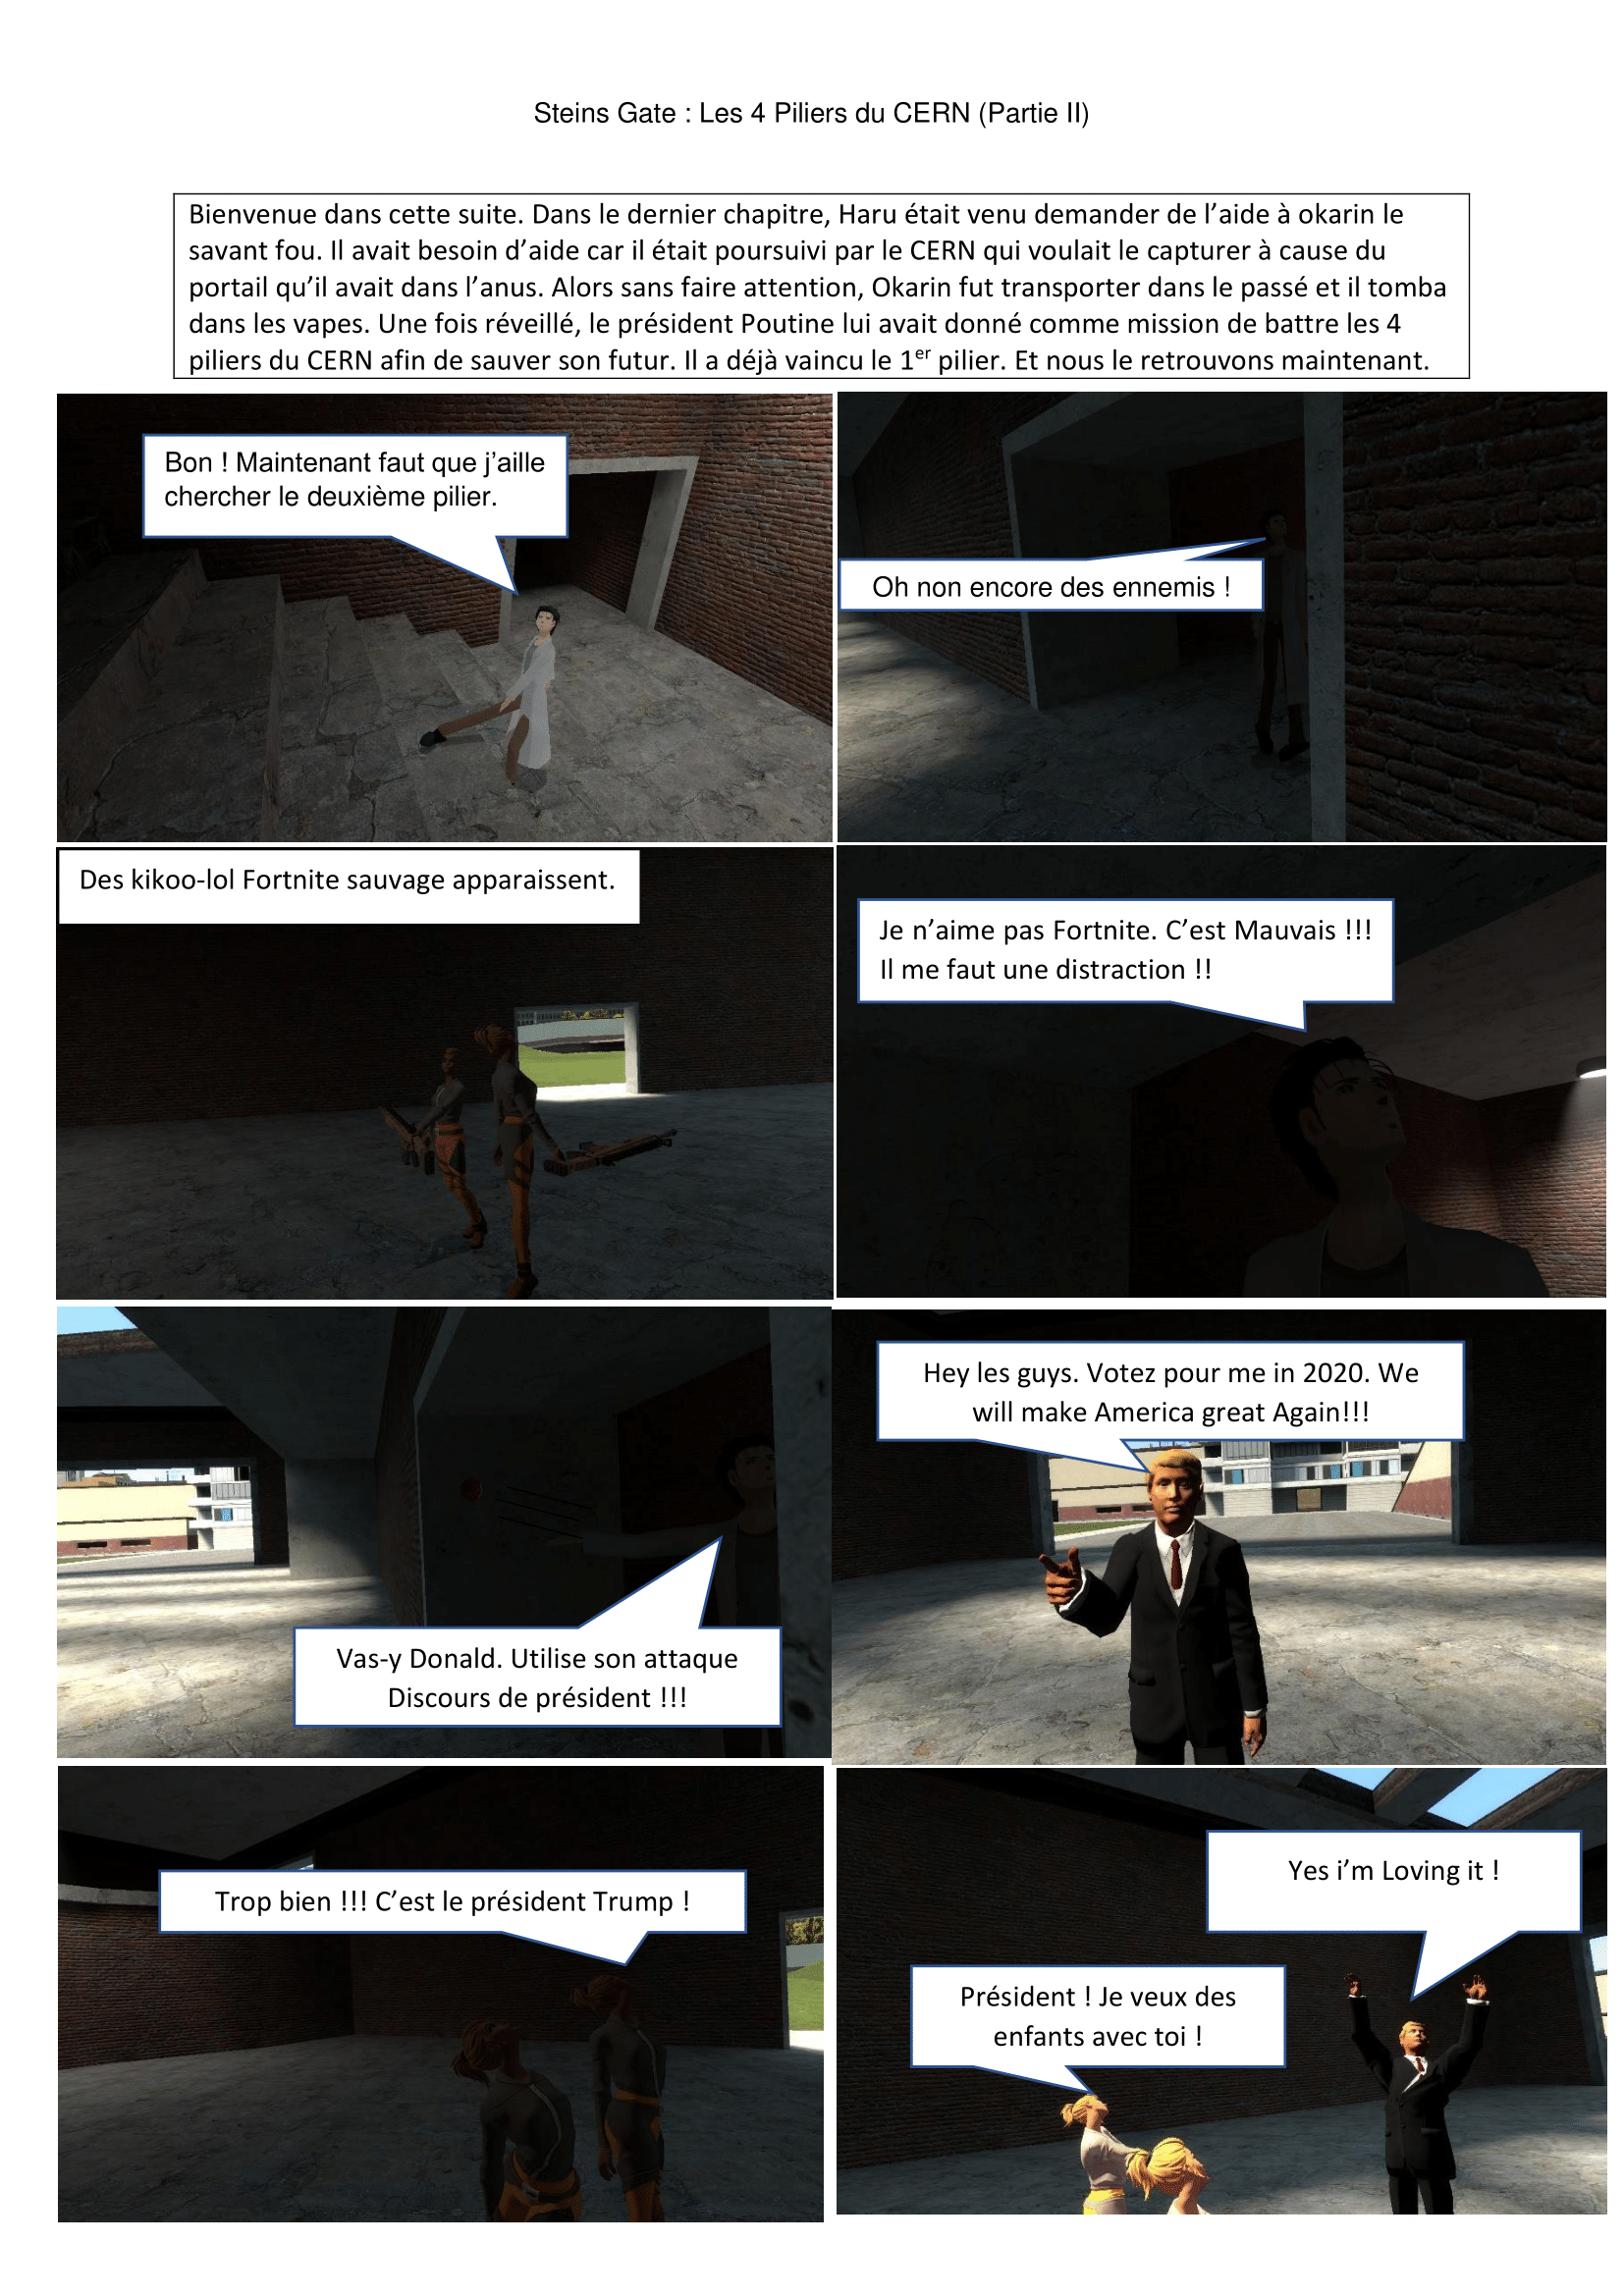 Steins Gate : Les 4 Piliers du CERN (Partie II)
Bienvenue dans cette suite. Dans le dernier chapitre, Haru était venu demander de l’aide à okarin le
savant fou. Il avait besoin d’aide car il était poursuivi par le CERN qui voulait le capturer à cause du
portail qu’il avait dans l’anus. Alors sans faire attention, Okarin fut transporter dans le passé et il tomba
dans les vapes. Une fois réveillé, le président Poutine lui avait donné comme mission de battre les 4
piliers du CERN afin de sauver son futur. Il a déjà vaincu le 1er pilier. Et nous le retrouvons maintenant.
Bon ! Maintenant faut que j’aille
chercher le deuxième pilier.
Oh non encore des ennemis !
Des kikoo-lol Fortnite sauvage apparaissent.
Je n’aime pas Fortnite. C’est Mauvais !!!
Il me faut une distraction !!
Vas-y Donald. Utilise son attaque
Discours de président !!!
Hey les guys. Votez pour me in 2020. We
will make America great Again!!!
Trop bien !!! C’est le président Trump !
Yes i’m Loving it !
Président ! Je veux des
enfants avec toi !